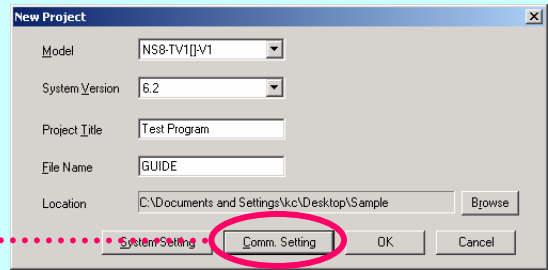 New Project
Model NS8-TV1[]-V1
System Version 6.2
Project Title Test Program
File Name GUIDE
Location C:\Documents and Settings\kc\Desktop\Sample Browse
System Setting Comm. Setting OK Cancel